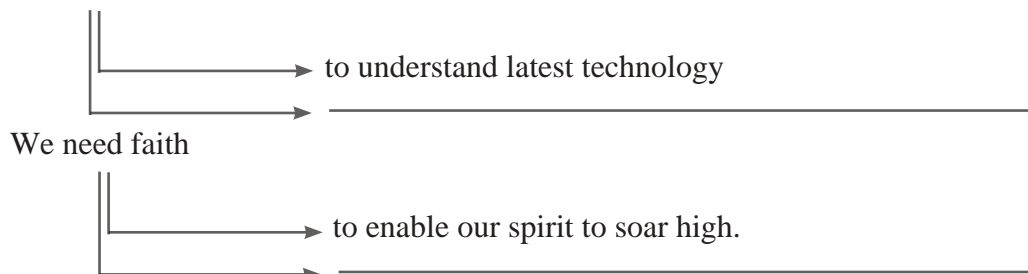 to understand latest technology
We need faith
to enable our spirit to soar high.